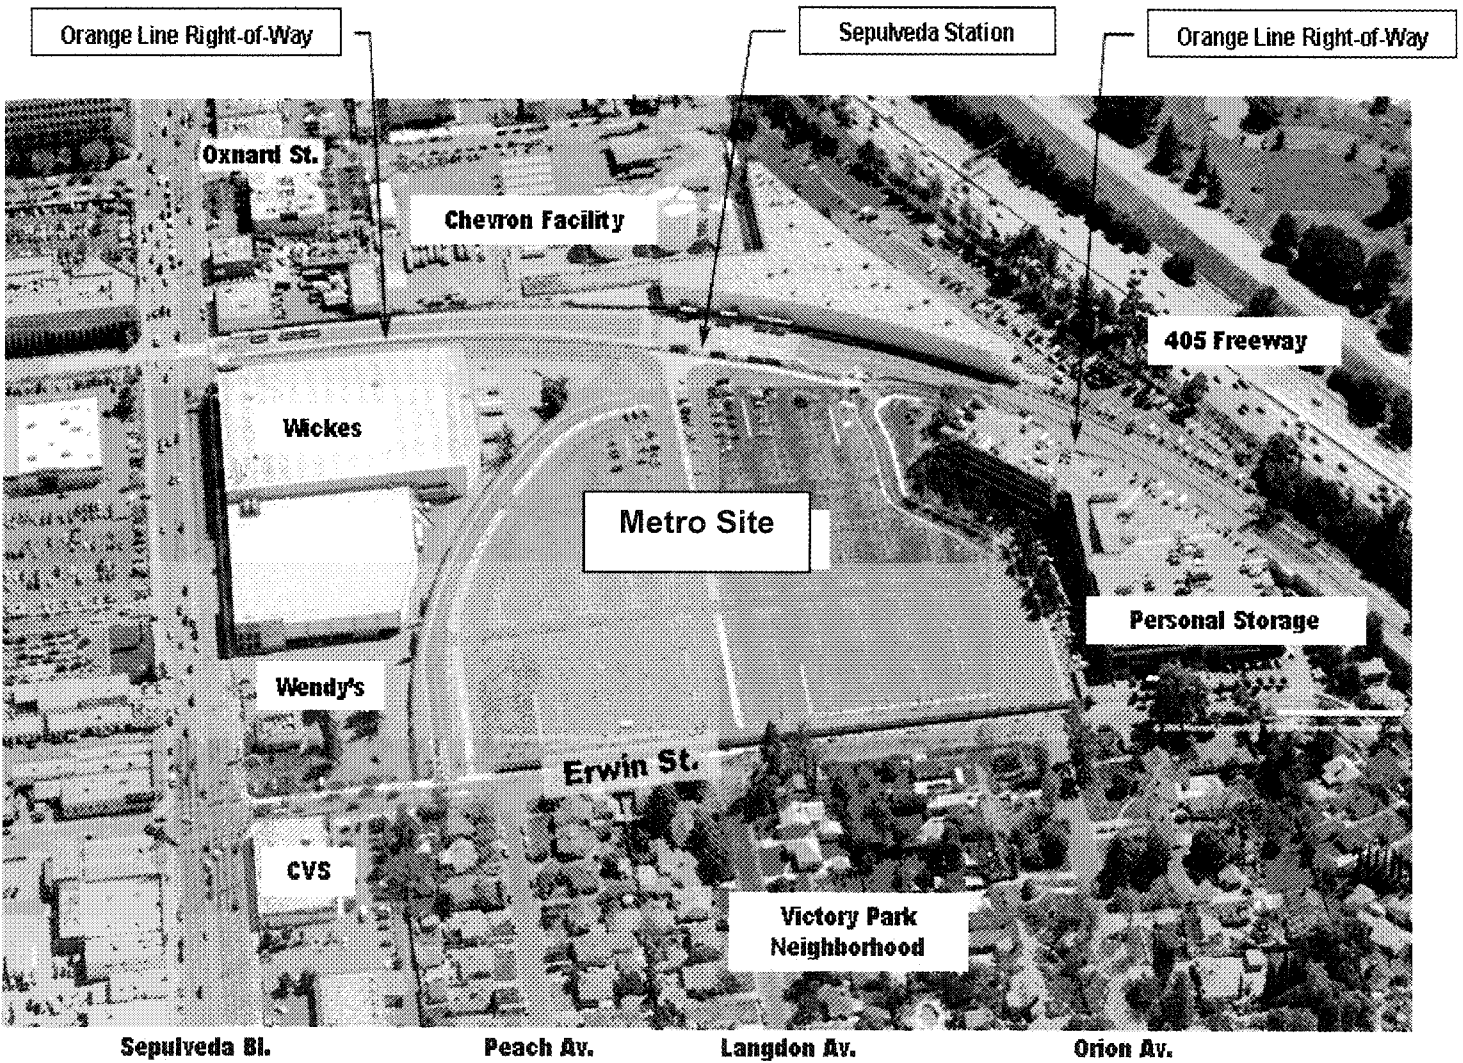 Orange Line Right-of-Way
Sepulveda Station
Orange Line Right-of-Way
Oxnard St.
Chevron Facility
405 Freeway
Wickes
Metro Site
Personal Storage
Wendy's
Erwin St.
CVS
Victory Park
Neighborhood
Sepulveda Bl.
Peach Av.
Langdon Av.
Orion Av.